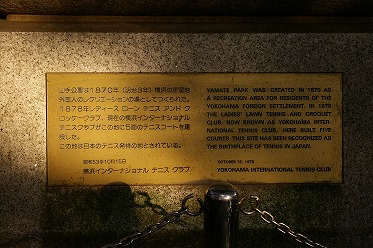 山手公園は1870年(明治3年)横浜の居留地
外国人のレクリエーションの場としてつくられた。
1878年レディース ローン テニス アンド ク
ロッケークラブ、現在の横浜インターナショナル
テニスクラブがこの地に5面のテニスコートを建
設した。
この地は日本のテニス発祥の地とされている。
昭和53年10月15日
横浜インターナショナル テニス クラブ
YAMATE PARK WAS CREATED IN 1870 AS
A RECREATION AREA FOR RESIDENTS OF THE
YOKOHAMA FOREIGN SETTLEMENT. IN 1878
THE LADIES' LAWN TENNIS AND CROQUET
CLUB, NOW KNOWN AS YOKOHAMA INTER-
NATIONAL TENNIS CLUB, HERE BUILT FIVE
COURTS. THIS SITE HAS BEEN RECOGNIZED AS
THE BIRTHPLACE OF TENNIS IN JAPAN.
OCTOBER 15, 1978
YOKOHAMA INTERNATIONAL TENNIS CLUB